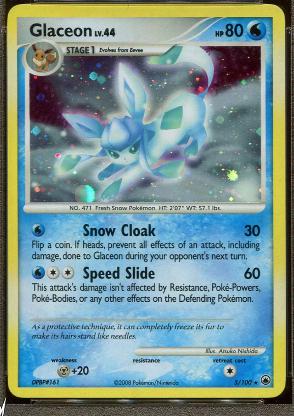 Glaceon LV.44 HP 80
STAGE 1 Evolves from Eevee
NO. 471 Fresh Snow Pokémon. HT: 2'07" WT: 57.1 lbs.
Snow Cloak 30
Flip a coin. If heads, prevent all effects of an attack, including
damage, done to Glaceon during your opponent's next turn.
Speed Slide 60
This attack's damage isn't affected by Resistance, Poké-Powers,
Poké-Bodies, or any other effects on the Defending Pokémon.
As a protective technique, it can completely freeze its fur to
make its hairs stand like needles.
weakness resistance retreat cost
+20
Illus. Atsuko Nishida
DPBP#161 ©2008 Pokémon/Nintendo 5/100